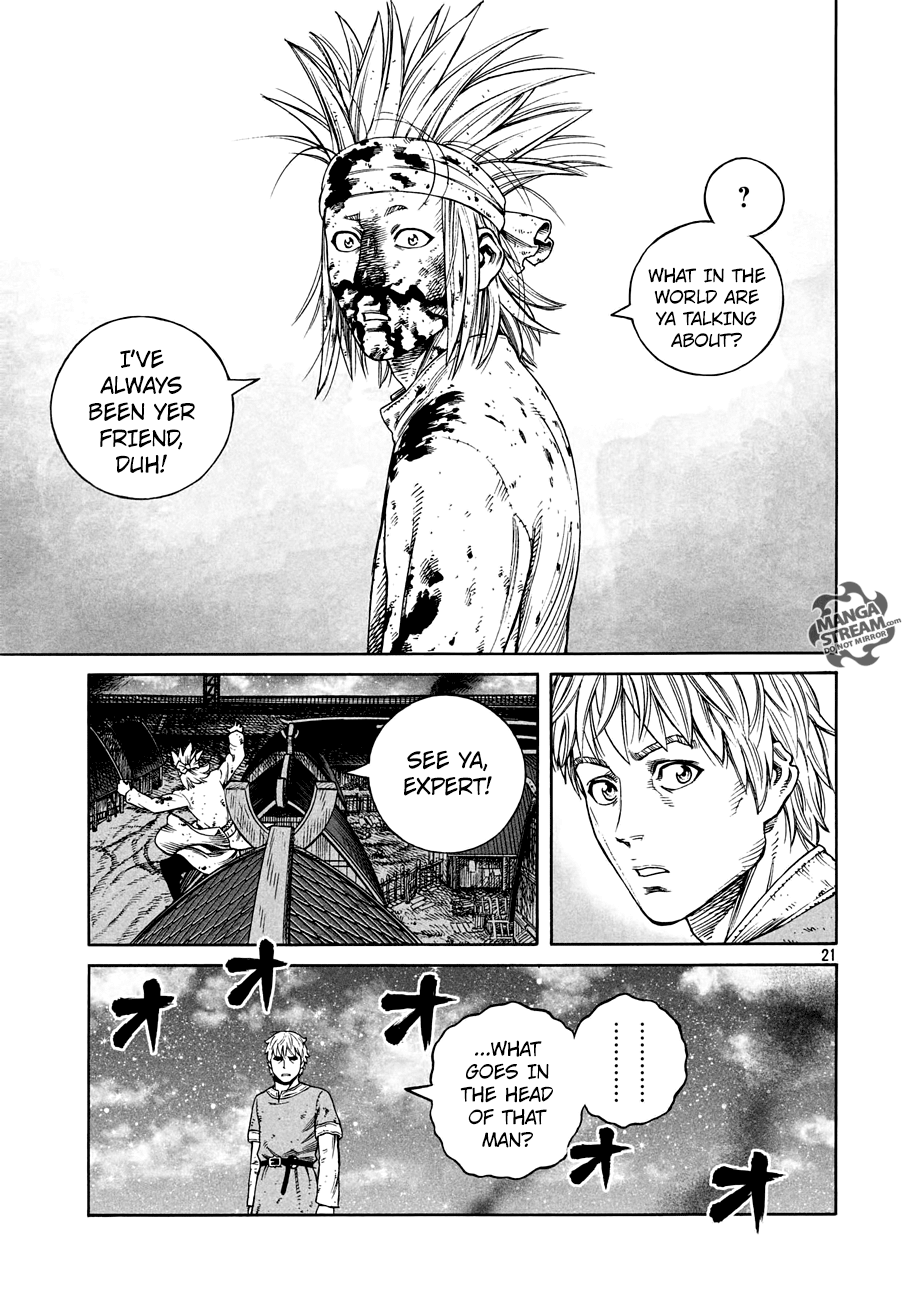 ?
WHAT IN THE
WORLD ARE
YA TALKING
ABOUT?
I'VE
ALWAYS
BEEN YER
FRIEND,
DUH!
MANGA
STREAM.com
DO NOT MIRROR
SEE YA,
EXPERT!
21
オ
オ
オ
...WHAT
GOES IN
THE HEAD
OF THAT
MAN?
オ
オ